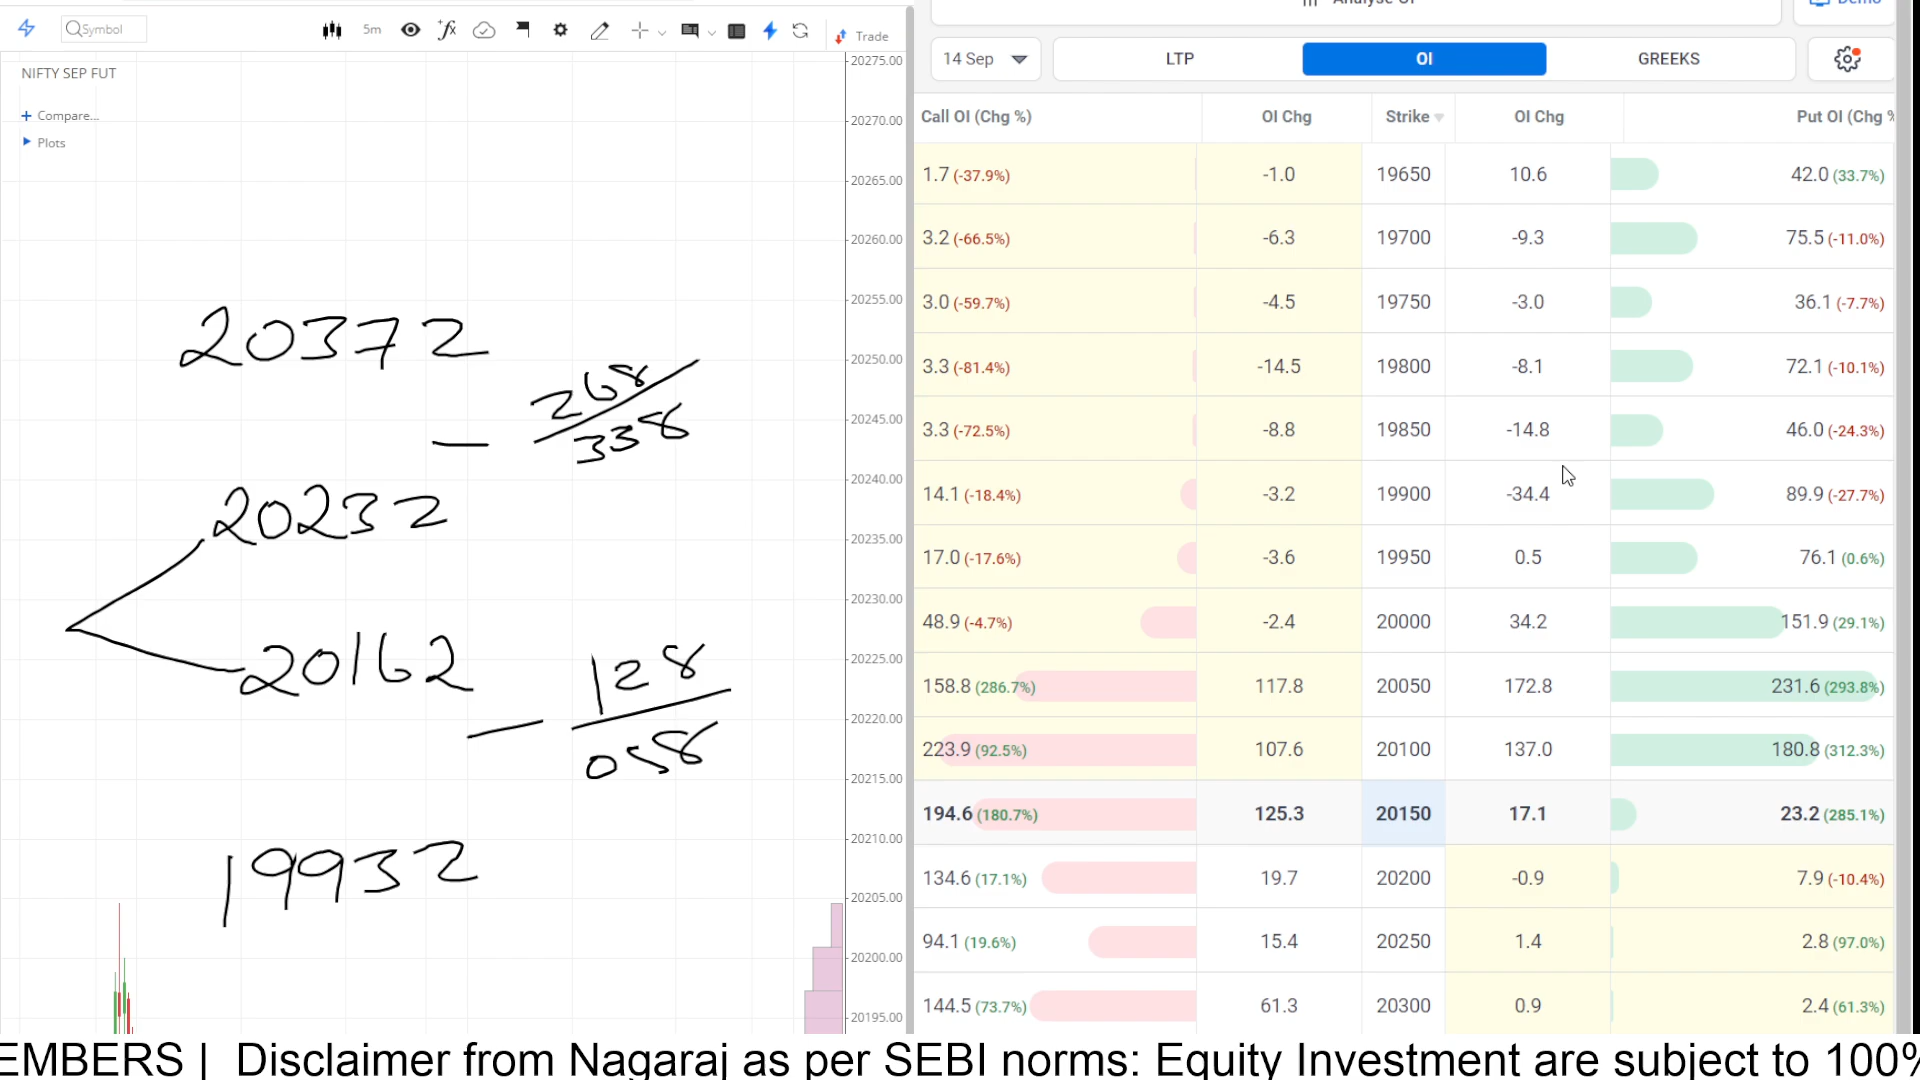 Analyse OI
Demo
Symbol
5m
Trade
14 Sep
LTP
OI
GREEKS
NIFTY SEP FUT
Compare...
Plots
20275.00
20270.00
20265.00
20260.00
20255.00
20250.00
20245.00
20240.00
20235.00
20230.00
20225.00
20220.00
20215.00
20210.00
20205.00
20200.00
20195.00
20372
268
338
20232
20162
128
058
19932
Call OI (Chg %) OI Chg Strike OI Chg Put OI (Chg %
1.7 (-37.9%) -1.0 19650 10.6 42.0 (33.7%)
3.2 (-66.5%) -6.3 19700 -9.3 75.5 (-11.0%)
3.0 (-59.7%) -4.5 19750 -3.0 36.1 (-7.7%)
3.3 (-81.4%) -14.5 19800 -8.1 72.1 (-10.1%)
3.3 (-72.5%) -8.8 19850 -14.8 46.0 (-24.3%)
14.1 (-18.4%) -3.2 19900 -34.4 89.9 (-27.7%)
17.0 (-17.6%) -3.6 19950 0.5 76.1 (0.6%)
48.9 (-4.7%) -2.4 20000 34.2 151.9 (29.1%)
158.8 (286.7%) 117.8 20050 172.8 231.6 (293.8%)
223.9 (92.5%) 107.6 20100 137.0 180.8 (312.3%)
194.6 (180.7%) 125.3 20150 17.1 23.2 (285.1%)
134.6 (17.1%) 19.7 20200 -0.9 7.9 (-10.4%)
94.1 (19.6%) 15.4 20250 1.4 2.8 (97.0%)
144.5 (73.7%) 61.3 20300 0.9 2.4 (61.3%)
EMBERS | Disclaimer from Nagaraj as per SEBI norms: Equity Investment are subject to 100%